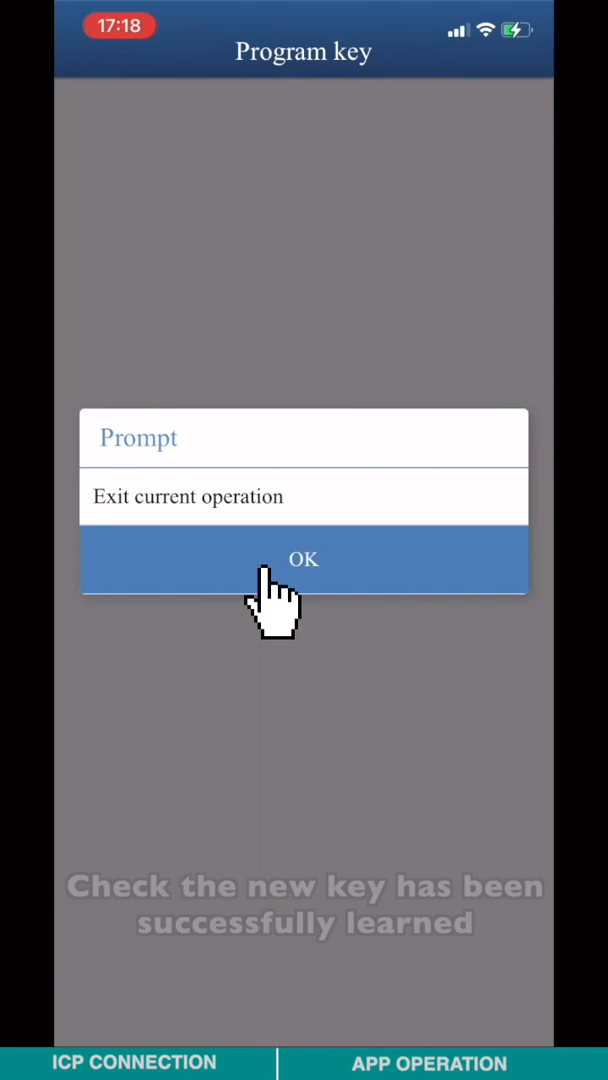 17:18
Program key
Prompt
Exit current operation
OK
Check the new key has been
successfully learned
ICP CONNECTION
APP OPERATION